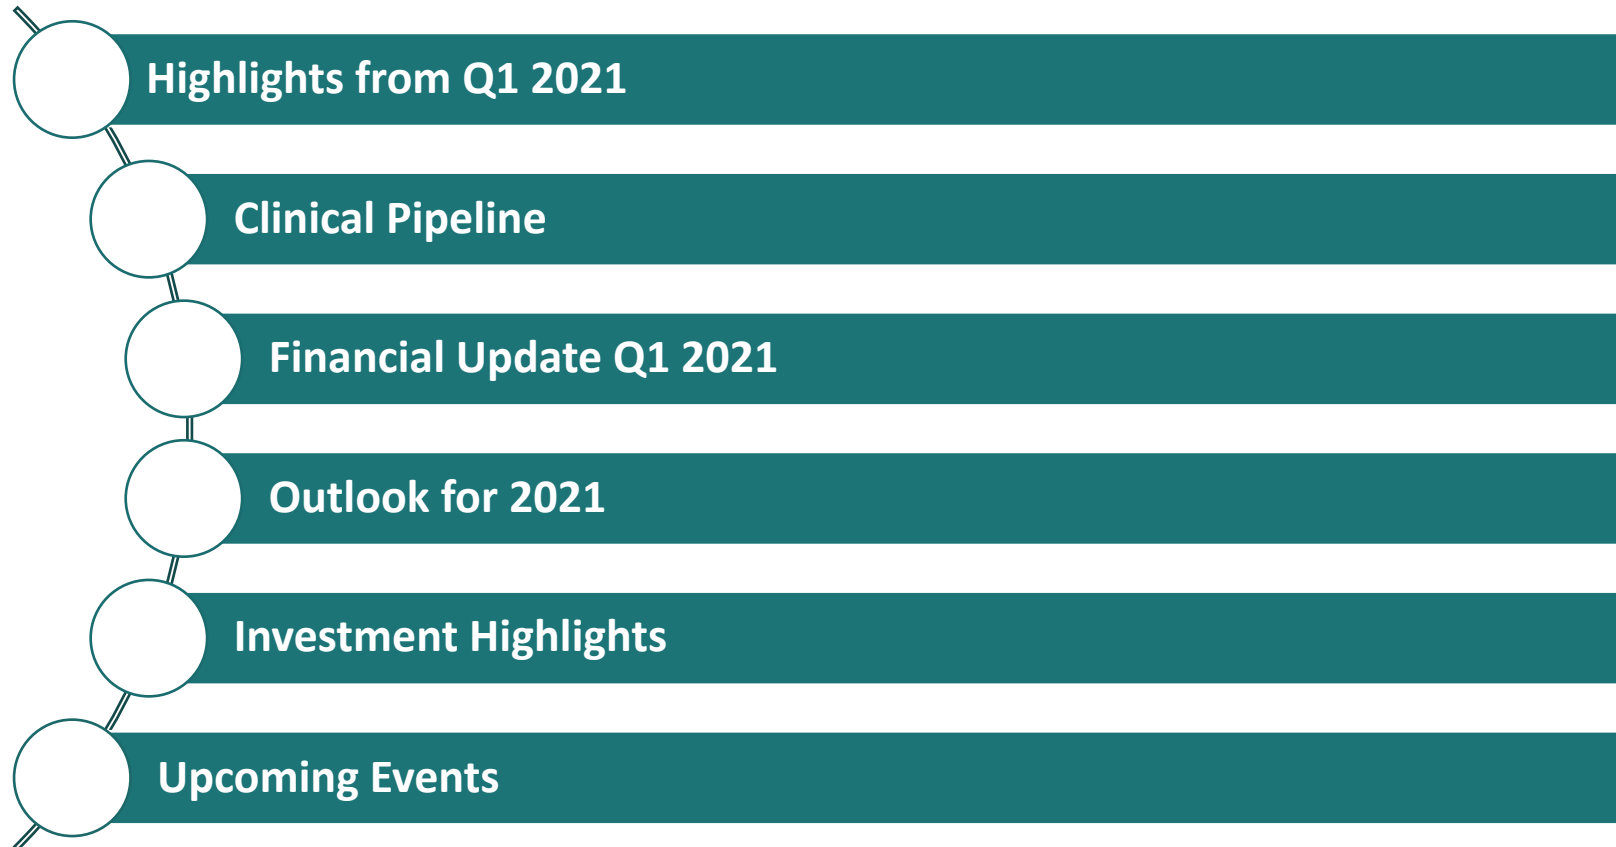 Highlights from Q1 2021
Clinical Pipeline
Financial Update Q1 2021
Outlook for 2021
Investment Highlights
Upcoming Events